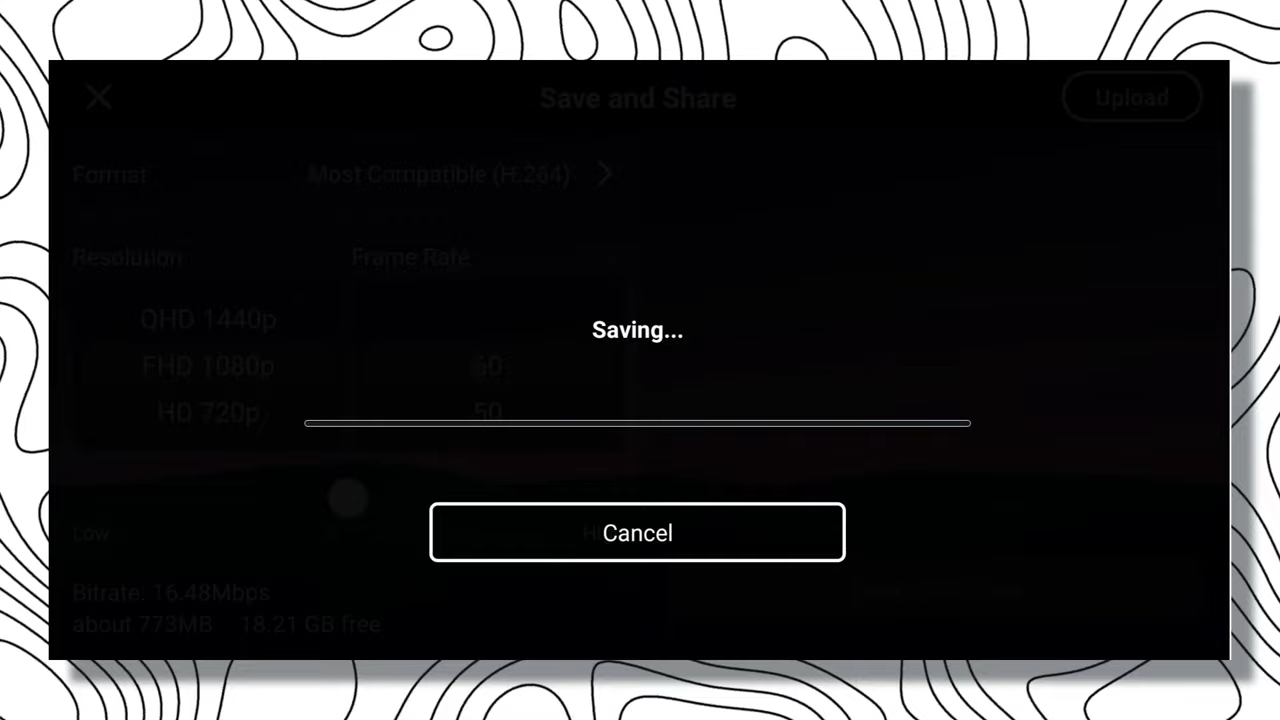 Save and Share
Upload
Format
Most Compatible (H.264)
Resolution
Frame Rate
QHD 1440p
FHD 1080p
60
HD 720p
50
Saving...
Low
Cancel
Bitrate: 16.48Mbps
about 773MB 18.21 GB free